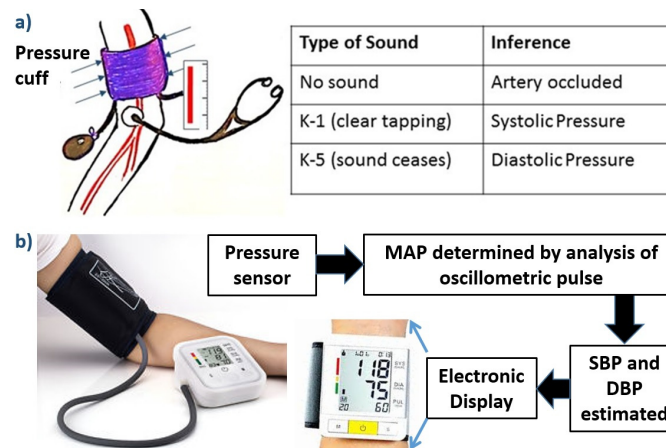 a)
Pressure
cuff
Type of Sound Inference
No sound Artery occluded
K-1 (clear tapping) Systolic Pressure
K-5 (sound ceases) Diastolic Pressure
b)
Pressure
sensor
MAP determined by analysis of
oscillometric pulse
SBP and
DBP
estimated
Electronic
Display
118
SYS
75
DIA
PUL
M
20 60
M
S
118